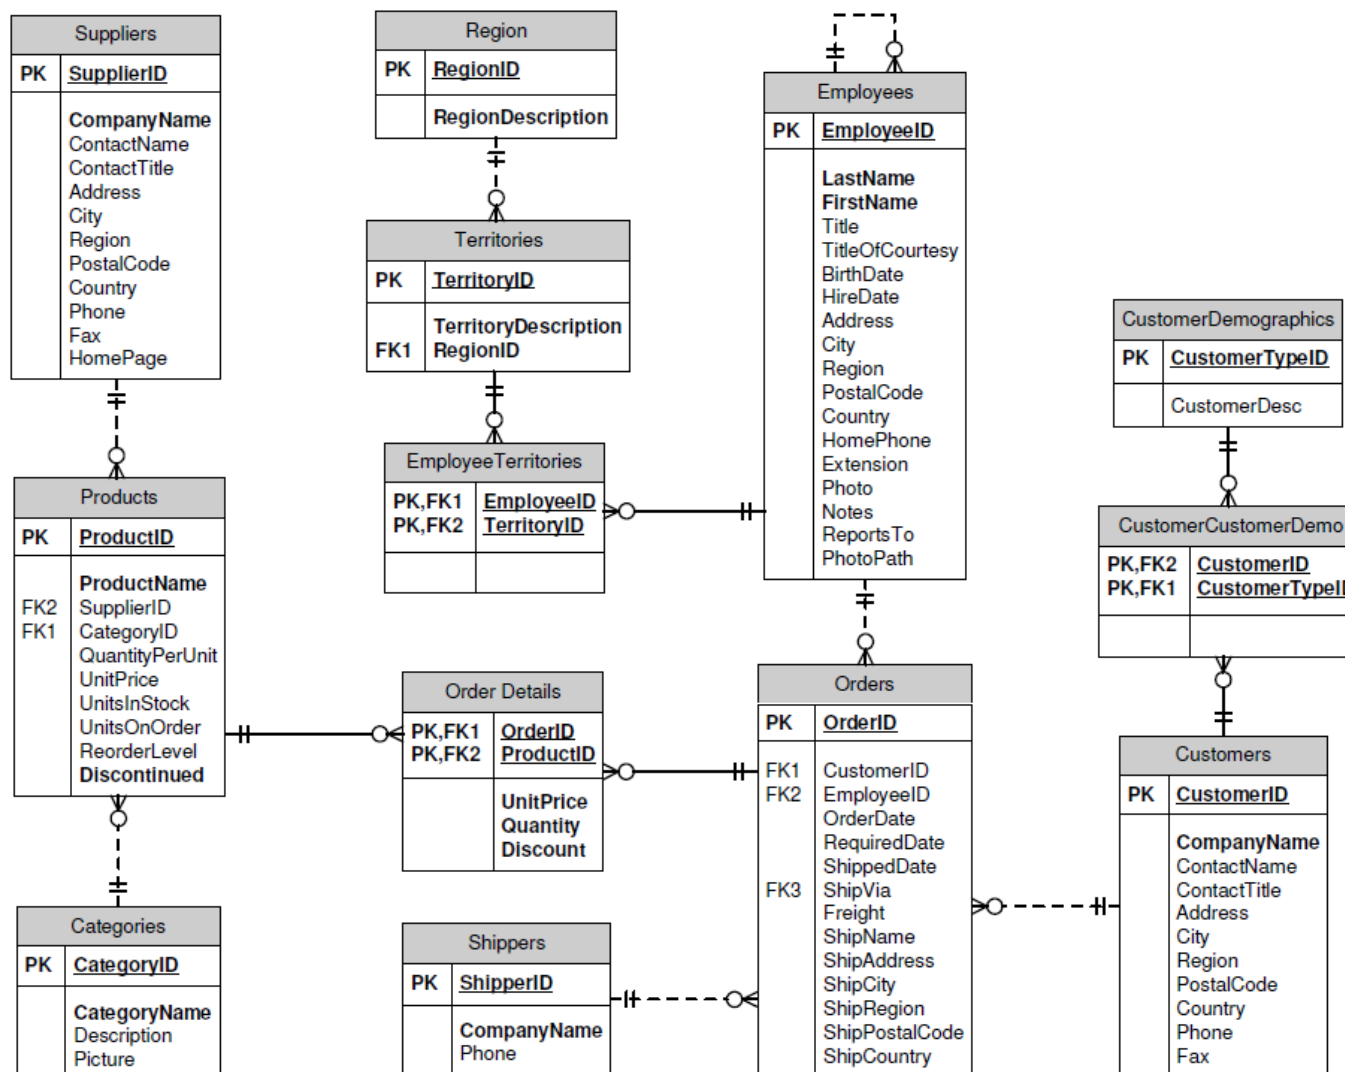 Suppliers
PK SupplierID
CompanyName
ContactName
ContactTitle
Address
City
Region
PostalCode
Country
Phone
Fax
HomePage
Region
PK RegionID
RegionDescription
Territories
PK TerritoryID
TerritoryDescription
FK1 RegionID
EmployeeTerritories
PK,FK1 EmployeeID
PK,FK2 TerritoryID
Employees
PK EmployeeID
LastName
FirstName
Title
TitleOfCourtesy
BirthDate
HireDate
Address
City
Region
PostalCode
Country
HomePhone
Extension
Photo
Notes
ReportsTo
PhotoPath
CustomerDemographics
PK CustomerTypeID
CustomerDesc
CustomerCustomerDemo
PK,FK2 CustomerID
PK,FK1 CustomerTypeI
Products
PK ProductID
ProductName
FK2 SupplierID
FK1 CategoryID
QuantityPerUnit
UnitPrice
UnitsInStock
UnitsOnOrder
ReorderLevel
Discontinued
Order Details
PK,FK1 OrderID
PK,FK2 ProductID
UnitPrice
Quantity
Discount
Orders
PK OrderID
FK1 CustomerID
FK2 EmployeeID
OrderDate
RequiredDate
ShippedDate
FK3 ShipVia
Freight
ShipName
ShipAddress
ShipCity
ShipRegion
ShipPostalCode
ShipCountry
Customers
PK CustomerID
CompanyName
ContactName
ContactTitle
Address
City
Region
PostalCode
Country
Phone
Fax
Categories
PK CategoryID
CategoryName
Description
Picture
Shippers
PK ShipperID
CompanyName
Phone